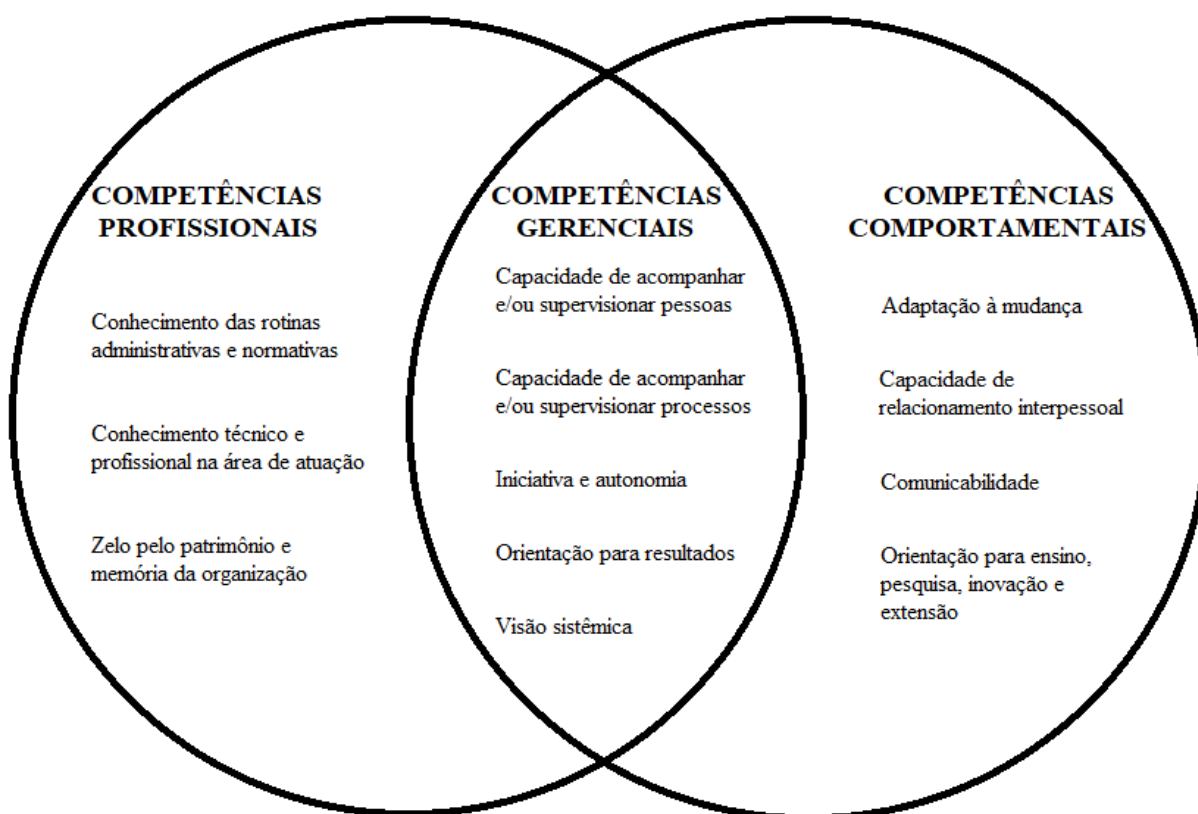 COMPETÊNCIAS
PROFISSIONAIS
Conhecimento das rotinas
administrativas e normativas
Conhecimento técnico e
profissional na área de atuação
Zelo pelo patrimônio e
memória da organização
COMPETÊNCIAS
GERENCIAIS
Capacidade de acompanhar
e/ou supervisionar pessoas
Capacidade de acompanhar
e/ou supervisionar processos
Iniciativa e autonomia
Orientação para resultados
Visão sistêmica
COMPETÊNCIAS
COMPORTAMENTAIS
Adaptação à mudança
Capacidade de
relacionamento interpessoal
Comunicabilidade
Orientação para ensino,
pesquisa, inovação e
extensão